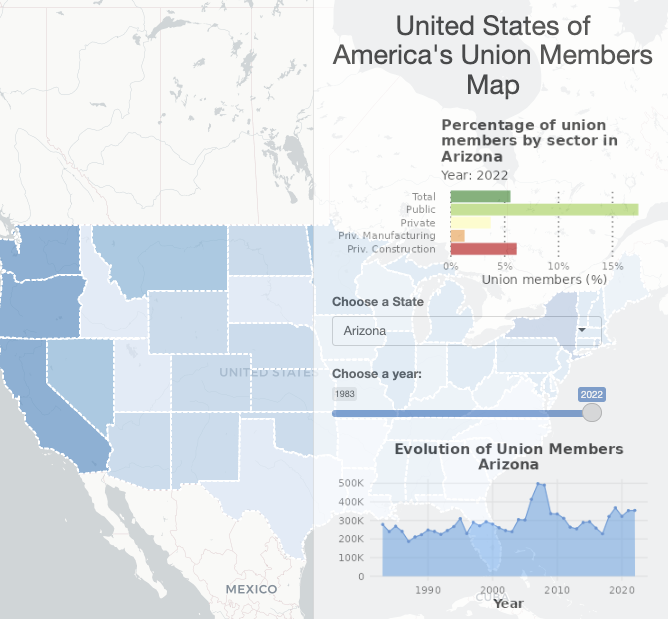 United States of
America's Union Members
Map
Percentage of union
members by sector in
Arizona
Year: 2022
Total
Public
Private
Priv. Manufacturing
Priv. Construction
0% 5% 10% 15%
Union members (%)
Choose a State
Arizona
UNITED STATES
Choose a year:
1983 2022
Evolution of Union Members
Arizona
500K
400K
300K
200K
100K
0
1990 2000 2010 2020
Year
MEXICO
CUBA